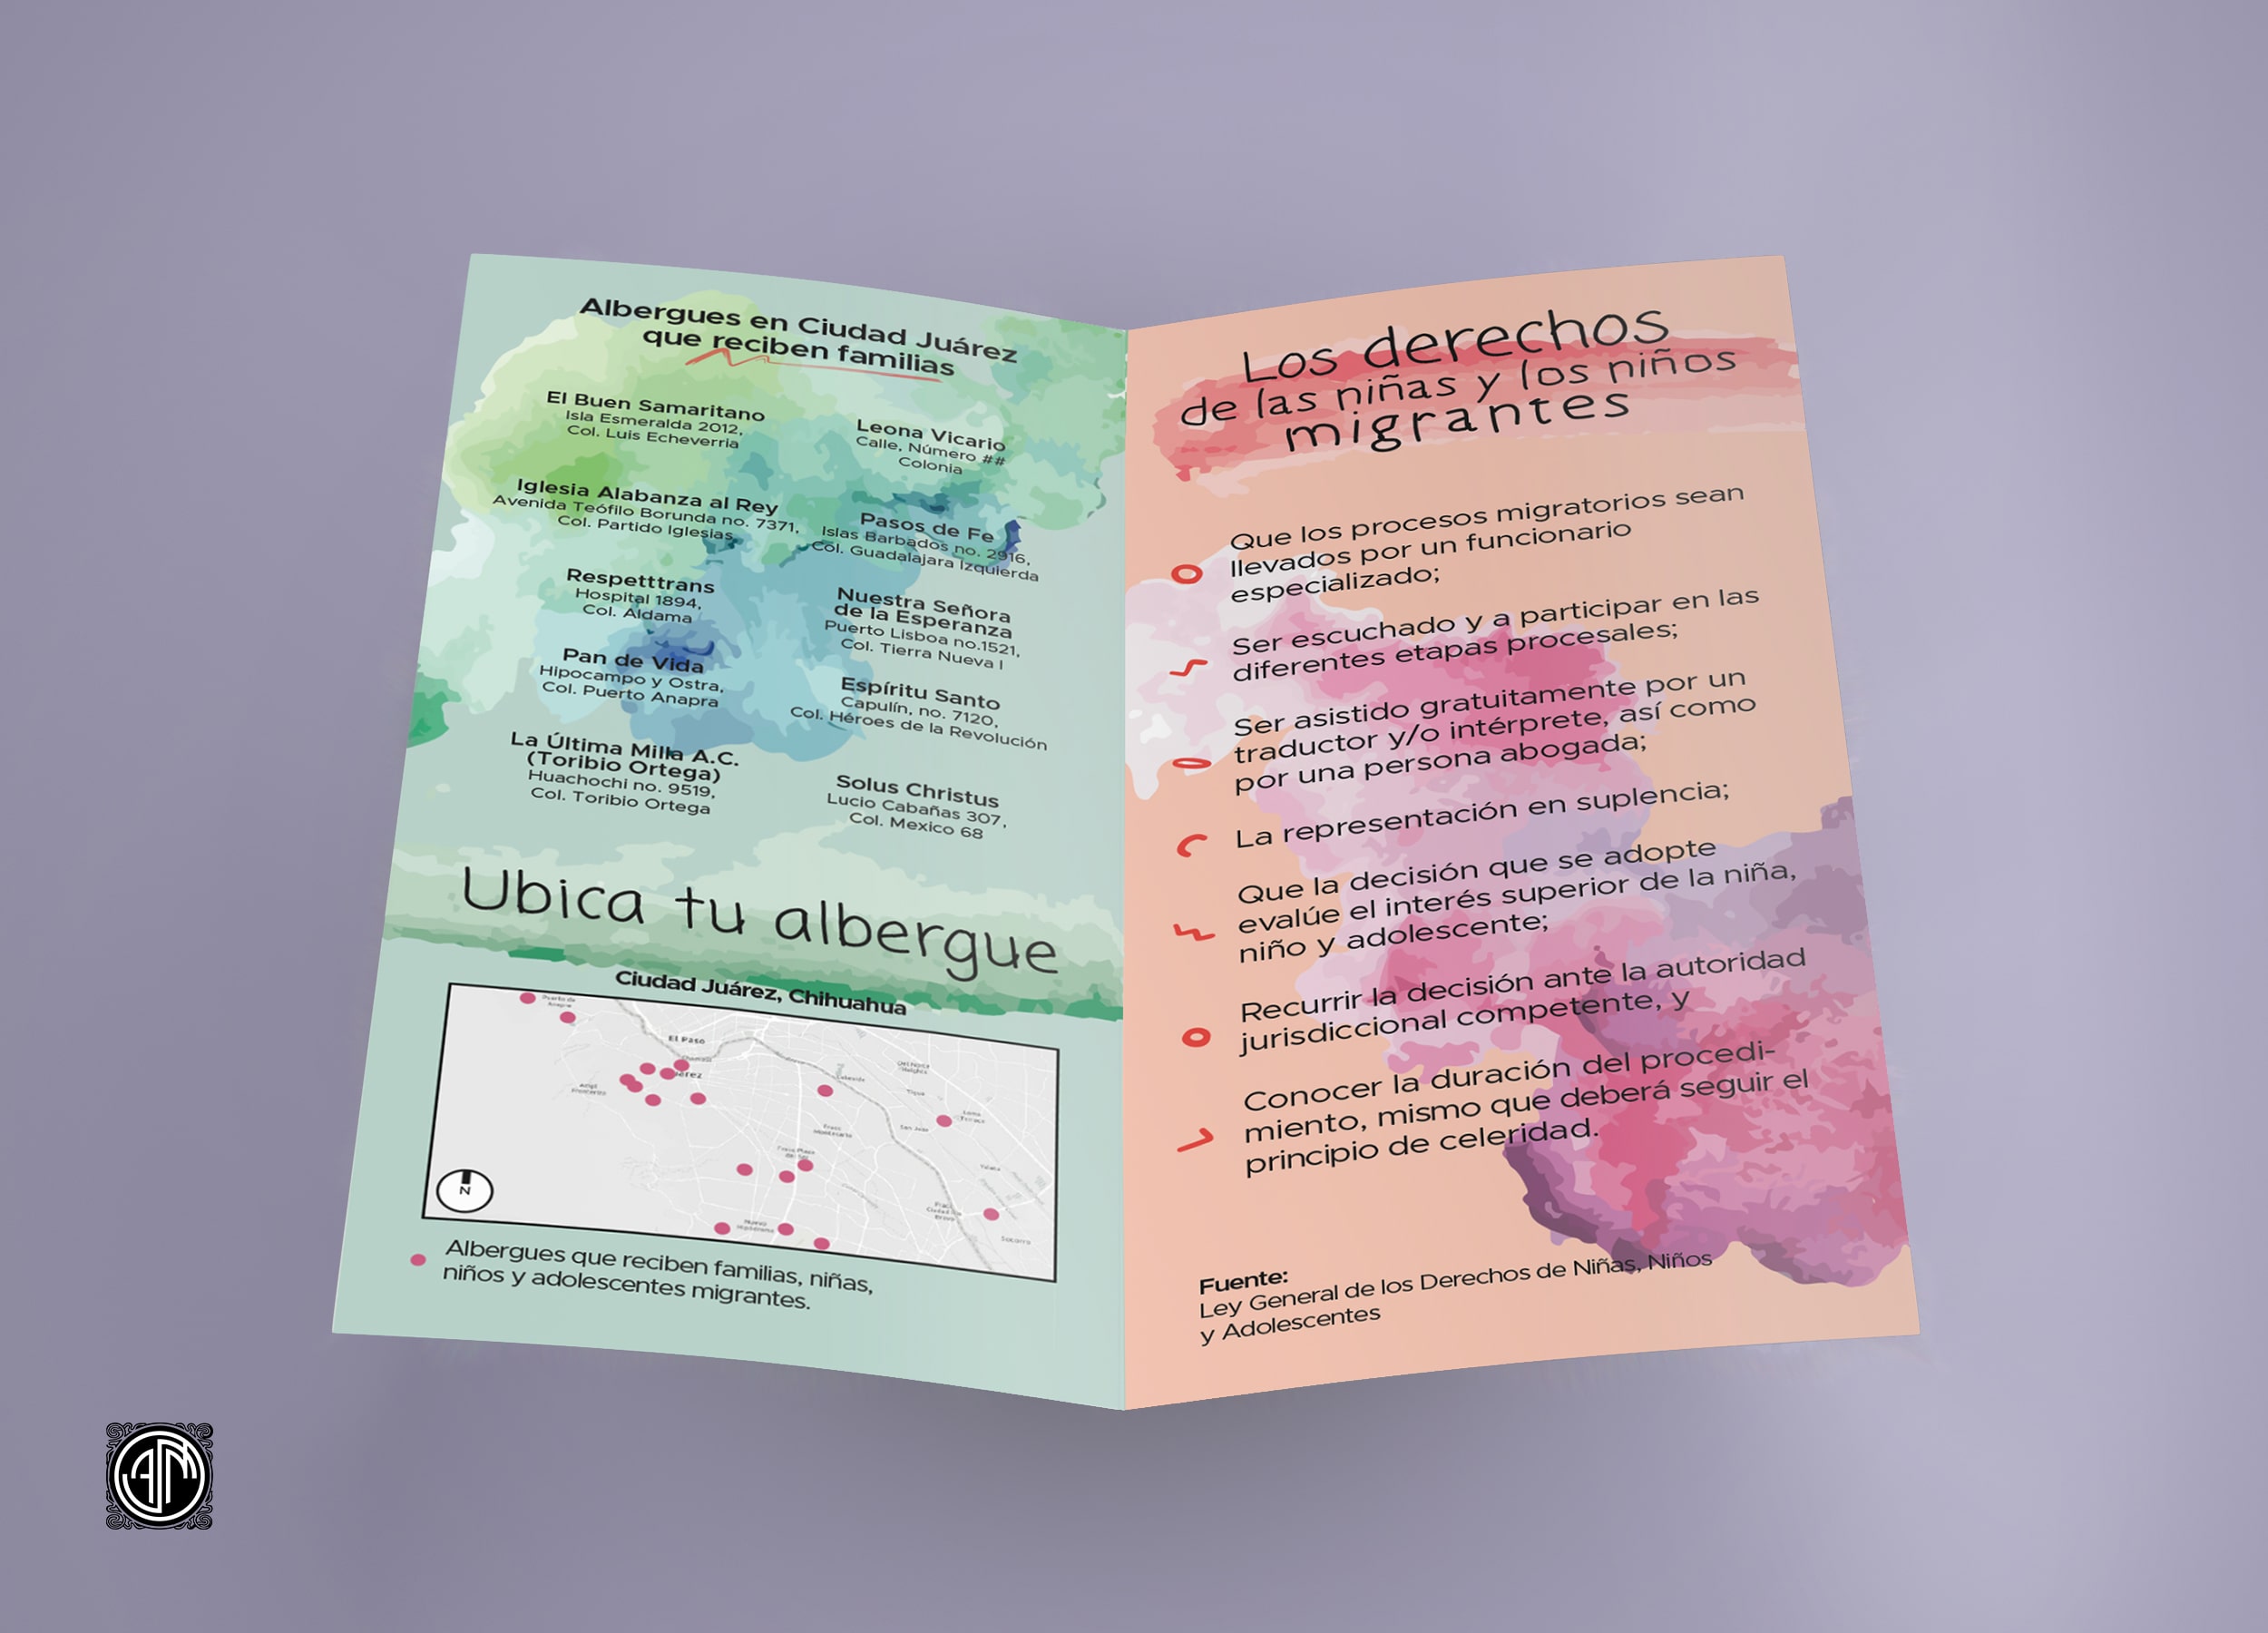 Albergues en Ciudad Juárez
que reciben familias
El Buen Samaritano
Isla Esmeralda 2012,
Col. Luis Echeverria
Iglesia Alabanza al Rey
Avenida Teófilo Borunda no. 7371,
Col. Partido Iglesias
Respetttrans
Hospital 1894,
Col. Aldama
Pan de Vida
Hipocampo y Ostra,
Col. Puerto Anapra
La Última Milla A.C.
(Toribio Ortega)
Huachochi no. 9519,
Col. Toribio Ortega
Leona Vicario
Calle, Número ##
Colonia
Pasos de Fe
Islas Barbados no. 2916,
Col. Guadalajara Izquierda
Nuestra Señora
de la Esperanza
Puerto Lisboa no.1521,
Col. Tierra Nueva I
Espíritu Santo
Capulín, no. 7120,
Col. Héroes de la Revolución
Solus Christus
Lucio Cabañas 307,
Col. Mexico 68
Ubica tu albergue
Ciudad Juárez, Chihuahua
Puerto de
Anapra
El Paso
San Jose
Ysleta
Socorro
N
Albergues que reciben familias, niñas,
niños y adolescentes migrantes.
Los derechos
de las niñas y los niños
migrantes
Que los procesos migratorios sean
llevados por un funcionario
especializado;
Ser escuchado y a participar en las
diferentes etapas procesales;
Ser asistido gratuitamente por un
traductor y/o intérprete, así como
por una persona abogada;
La representación en suplencia;
Que la decisión que se adopte
evalúe el interés superior de la niña,
niño y adolescente;
Recurrir la decisión ante la autoridad
jurisdiccional competente, y
Conocer la duración del procedi-
miento, mismo que deberá seguir el
principio de celeridad.
Fuente:
Ley General de los Derechos de Niñas, Niños
y Adolescentes